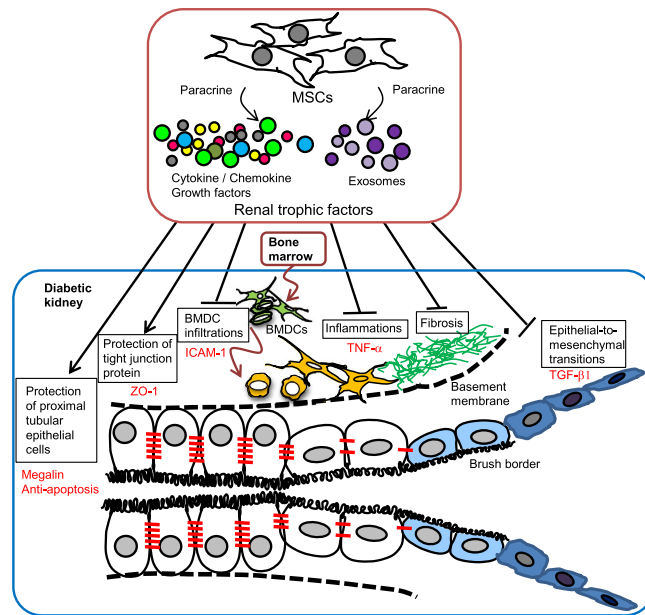 MSCs
Paracrine
Paracrine
Cytokine / Chemokine
Growth factors
Exosomes
Renal trophic factors
Bone
marrow
Diabetic
kidney
BMDC
infiltrations
ICAM-1
BMDCs
Inflammations
TNF-α
Fibrosis
Epithelial-to-
mesenchymal
transitions
TGF-β1
Protection of
tight junction
protein
ZO-1
Basement
membrane
Protection
of proximal
tubular
epithelial
cells
Megalin
Anti-apoptosis
Brush border